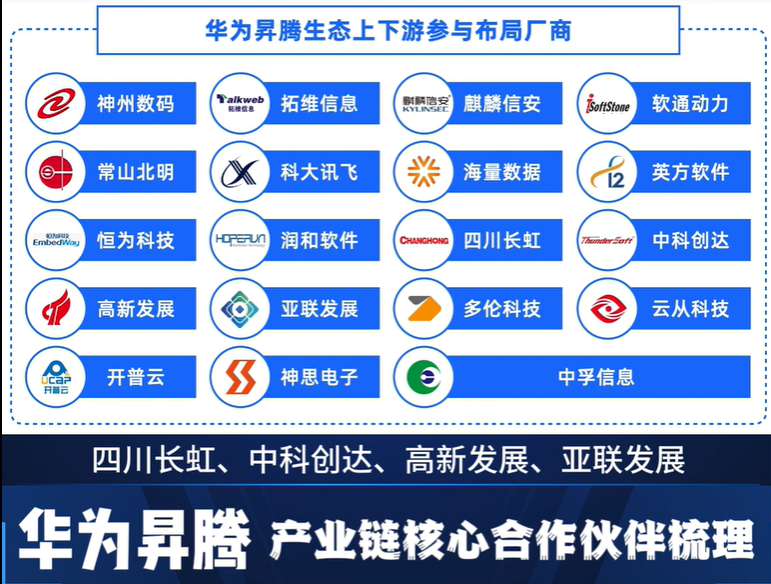 华为昇腾生态上下游参与布局厂商
神州数码
Taikweb
拓维信息
拓维信息
麒麟信安
KYLINSEC
麒麟信安
iSoftStone
软通动力
常山北明
科大讯飞
海量数据
i2
英方软件
恒为科技
EmbedWay
恒为科技
HOPERUN
润和软件
CHANGHONG
四川长虹
ThunderSoft
中科创达
高新发展
亚联发展
多伦科技
云从科技
UCAP
开普云
开普云
神思电子
中孚信息
四川长虹、中科创达、高新发展、亚联发展
华为昇腾 产业链核心合作伙伴梳理